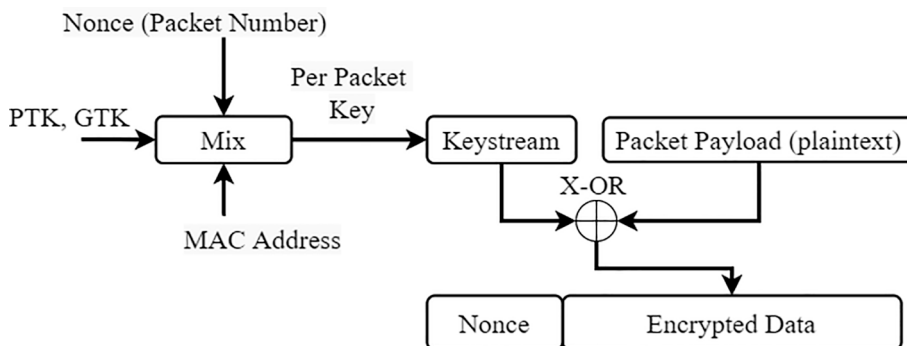 Nonce (Packet Number)
Per Packet
Key
PTK, GTK
Mix
Keystream
Packet Payload (plaintext)
X-OR
MAC Address
Nonce
Encrypted Data